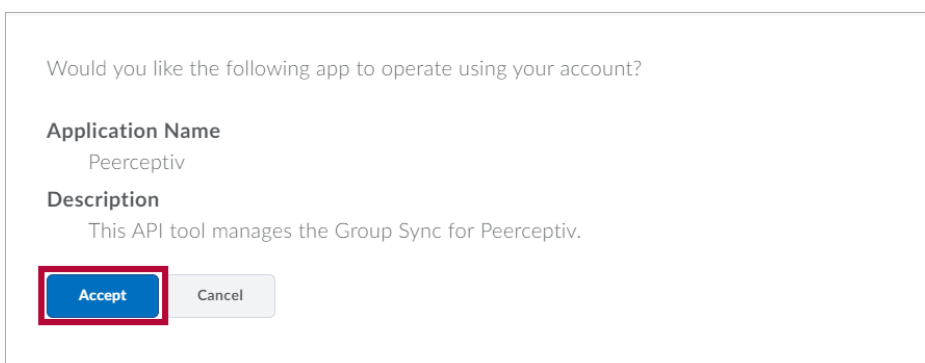 Would you like the following app to operate using your account?
Application Name
Peerceptiv
Description
This API tool manages the Group Sync for Peerceptiv.
Accept Cancel